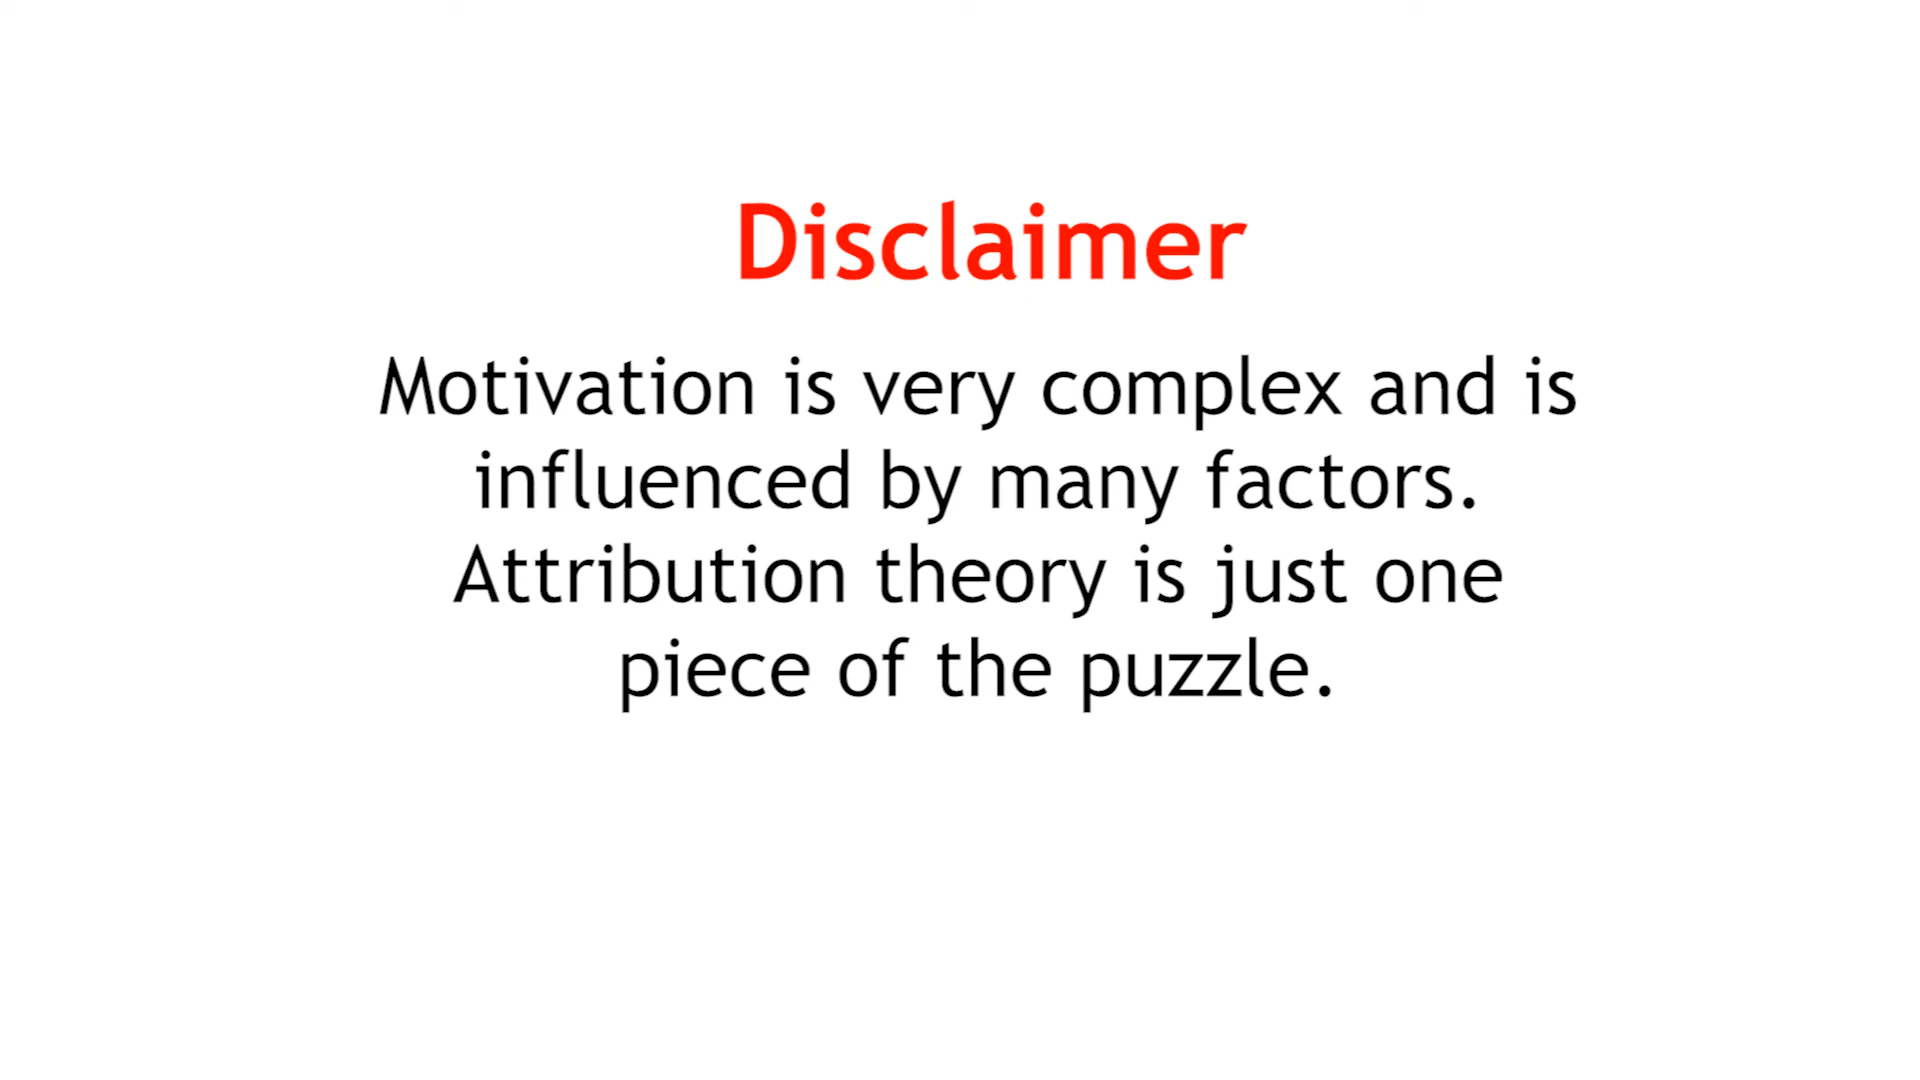 Disclaimer
Motivation is very complex and is
influenced by many factors.
Attribution theory is just one
piece of the puzzle.